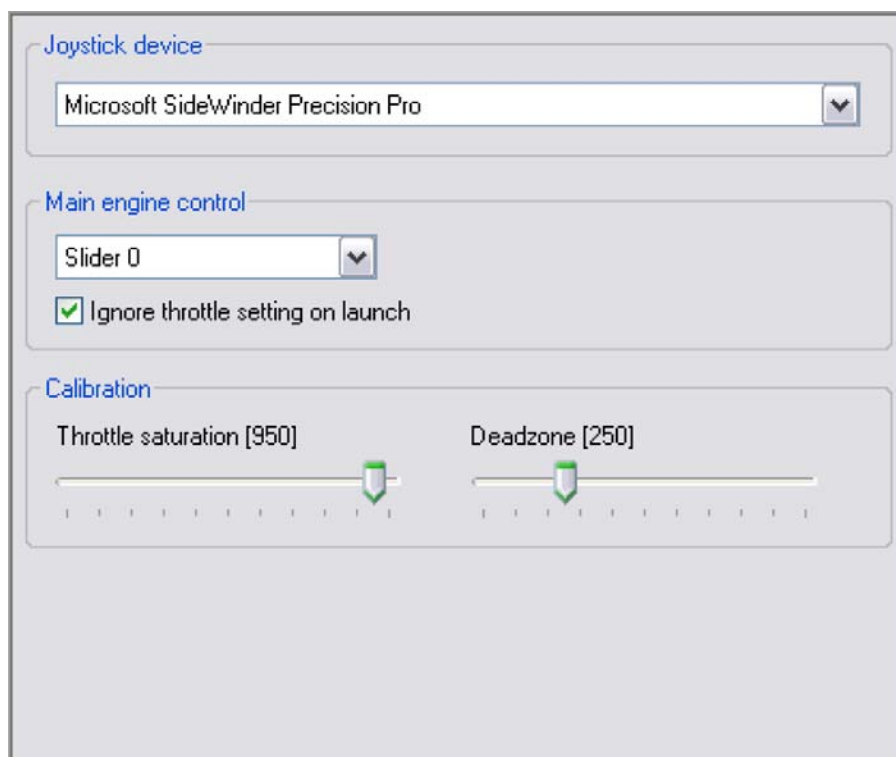 Joystick device
Microsoft SideWinder Precision Pro
Main engine control
Slider 0
Ignore throttle setting on launch
Calibration
Throttle saturation [950] Deadzone [250]